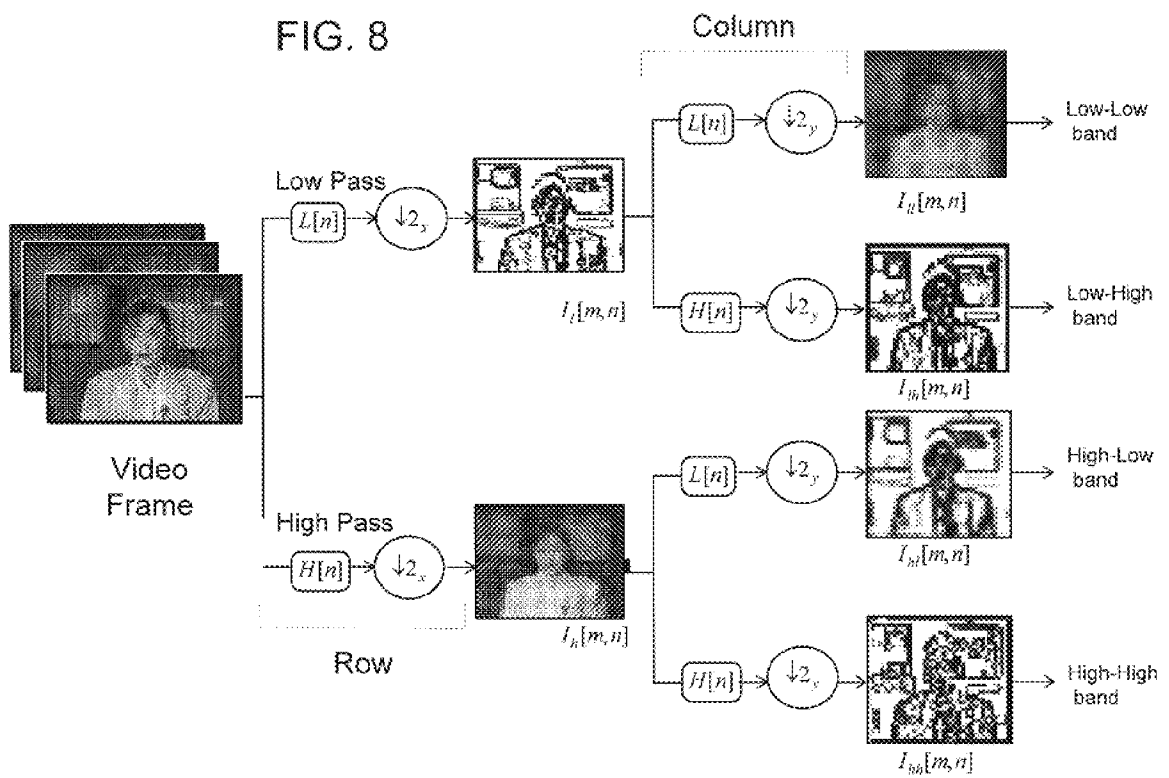 FIG. 8
Column
L[n]
↓2y
Low-Low
band
Ill[m,n]
Low Pass
L[n]
↓2x
Il[m,n]
H[n]
↓2y
Low-High
band
Ilh[m,n]
Video
Frame
High Pass
H[n]
↓2x
Ih[m,n]
Row
L[n]
↓2y
High-Low
band
Ihl[m,n]
H[n]
↓2y
High-High
band
Ihh[m,n]